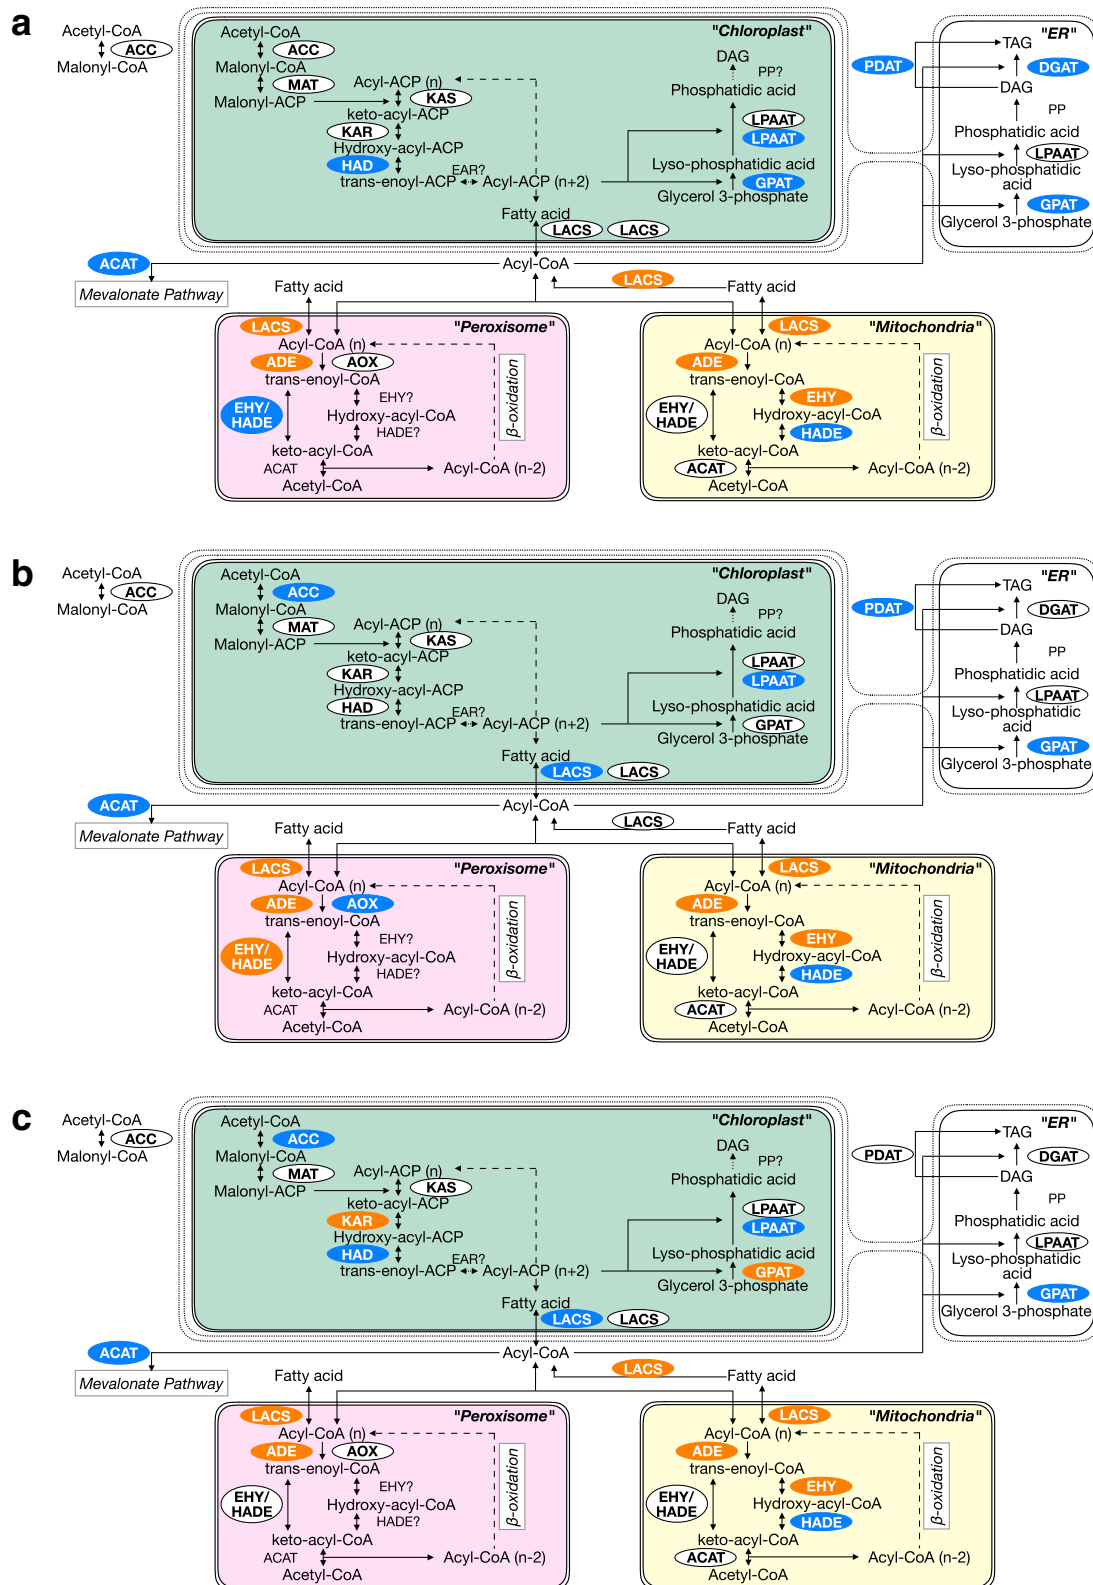 a
Acetyl-CoA
ACC
Malonyl-CoA
"Chloroplast"
Acetyl-CoA
ACC
Malonyl-CoA
MAT
Malonyl-ACP
Acyl-ACP (n)
KAS
keto-acyl-ACP
KAR
Hydroxy-acyl-ACP
HAD
trans-enoyl-ACP
EAR?
Acyl-ACP (n+2)
Fatty acid
LACS
LACS
DAG
PP?
Phosphatidic acid
LPAAT
LPAAT
Lyso-phosphatidic acid
GPAT
Glycerol 3-phosphate
"ER"
TAG
PDAT
DGAT
DAG
PP
Phosphatidic acid
LPAAT
Lyso-phosphatidic
acid
GPAT
Glycerol 3-phosphate
ACAT
Mevalonate Pathway
Acyl-CoA
Fatty acid
LACS
Fatty acid
LACS
"Peroxisome"
Acyl-CoA (n)
ADE
AOX
trans-enoyl-CoA
EHY/
HADE
EHY?
Hydroxy-acyl-CoA
HADE?
keto-acyl-CoA
ACAT
Acyl-CoA (n-2)
Acetyl-CoA
β-oxidation
LACS
"Mitochondria"
Acyl-CoA (n)
ADE
trans-enoyl-CoA
EHY/
HADE
EHY
Hydroxy-acyl-CoA
HADE
keto-acyl-CoA
ACAT
Acyl-CoA (n-2)
Acetyl-CoA
β-oxidation
b
Acetyl-CoA
ACC
Malonyl-CoA
"Chloroplast"
Acetyl-CoA
ACC
Malonyl-CoA
MAT
Malonyl-ACP
Acyl-ACP (n)
KAS
keto-acyl-ACP
KAR
Hydroxy-acyl-ACP
HAD
trans-enoyl-ACP
EAR?
Acyl-ACP (n+2)
Fatty acid
LACS
LACS
DAG
PP?
Phosphatidic acid
LPAAT
LPAAT
Lyso-phosphatidic acid
GPAT
Glycerol 3-phosphate
"ER"
TAG
PDAT
DGAT
DAG
PP
Phosphatidic acid
LPAAT
Lyso-phosphatidic
acid
GPAT
Glycerol 3-phosphate
ACAT
Mevalonate Pathway
Acyl-CoA
Fatty acid
LACS
Fatty acid
LACS
"Peroxisome"
Acyl-CoA (n)
ADE
AOX
trans-enoyl-CoA
EHY/
HADE
EHY?
Hydroxy-acyl-CoA
HADE?
keto-acyl-CoA
ACAT
Acyl-CoA (n-2)
Acetyl-CoA
β-oxidation
LACS
"Mitochondria"
Acyl-CoA (n)
ADE
trans-enoyl-CoA
EHY/
HADE
EHY
Hydroxy-acyl-CoA
HADE
keto-acyl-CoA
ACAT
Acyl-CoA (n-2)
Acetyl-CoA
β-oxidation
c
Acetyl-CoA
ACC
Malonyl-CoA
"Chloroplast"
Acetyl-CoA
ACC
Malonyl-CoA
MAT
Malonyl-ACP
Acyl-ACP (n)
KAS
keto-acyl-ACP
KAR
Hydroxy-acyl-ACP
HAD
trans-enoyl-ACP
EAR?
Acyl-ACP (n+2)
Fatty acid
LACS
LACS
DAG
PP?
Phosphatidic acid
LPAAT
LPAAT
Lyso-phosphatidic acid
GPAT
Glycerol 3-phosphate
"ER"
TAG
PDAT
DGAT
DAG
PP
Phosphatidic acid
LPAAT
Lyso-phosphatidic
acid
GPAT
Glycerol 3-phosphate
ACAT
Mevalonate Pathway
Acyl-CoA
Fatty acid
LACS
Fatty acid
LACS
"Peroxisome"
Acyl-CoA (n)
ADE
AOX
trans-enoyl-CoA
EHY/
HADE
EHY?
Hydroxy-acyl-CoA
HADE?
keto-acyl-CoA
ACAT
Acyl-CoA (n-2)
Acetyl-CoA
β-oxidation
LACS
"Mitochondria"
Acyl-CoA (n)
ADE
trans-enoyl-CoA
EHY/
HADE
EHY
Hydroxy-acyl-CoA
HADE
keto-acyl-CoA
ACAT
Acyl-CoA (n-2)
Acetyl-CoA
β-oxidation